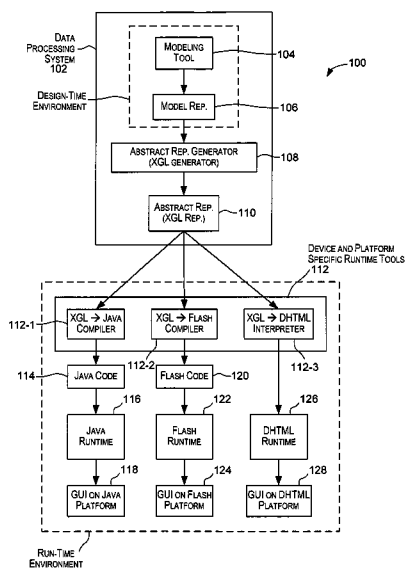 DATA
PROCESSING
SYSTEM
102
MODELING
TOOL
104
100
DESIGN-TIME
ENVIRONMENT
MODEL REP.
106
ABSTRACT REP. GENERATOR
(XGL GENERATOR)
108
ABSTRACT REP.
(XGL REP.)
110
DEVICE AND PLATFORM
SPECIFIC RUNTIME TOOLS
112
112-1
XGL → JAVA
COMPILER
XGL → FLASH
COMPILER
XGL → DHTML
INTERPRETER
112-2
112-3
114
JAVA CODE
FLASH CODE
120
116
122
126
JAVA
RUNTIME
FLASH
RUNTIME
DHTML
RUNTIME
118
124
128
GUI ON JAVA
PLATFORM
GUI ON FLASH
PLATFORM
GUI ON DHTML
PLATFORM
RUN-TIME
ENVIRONMENT